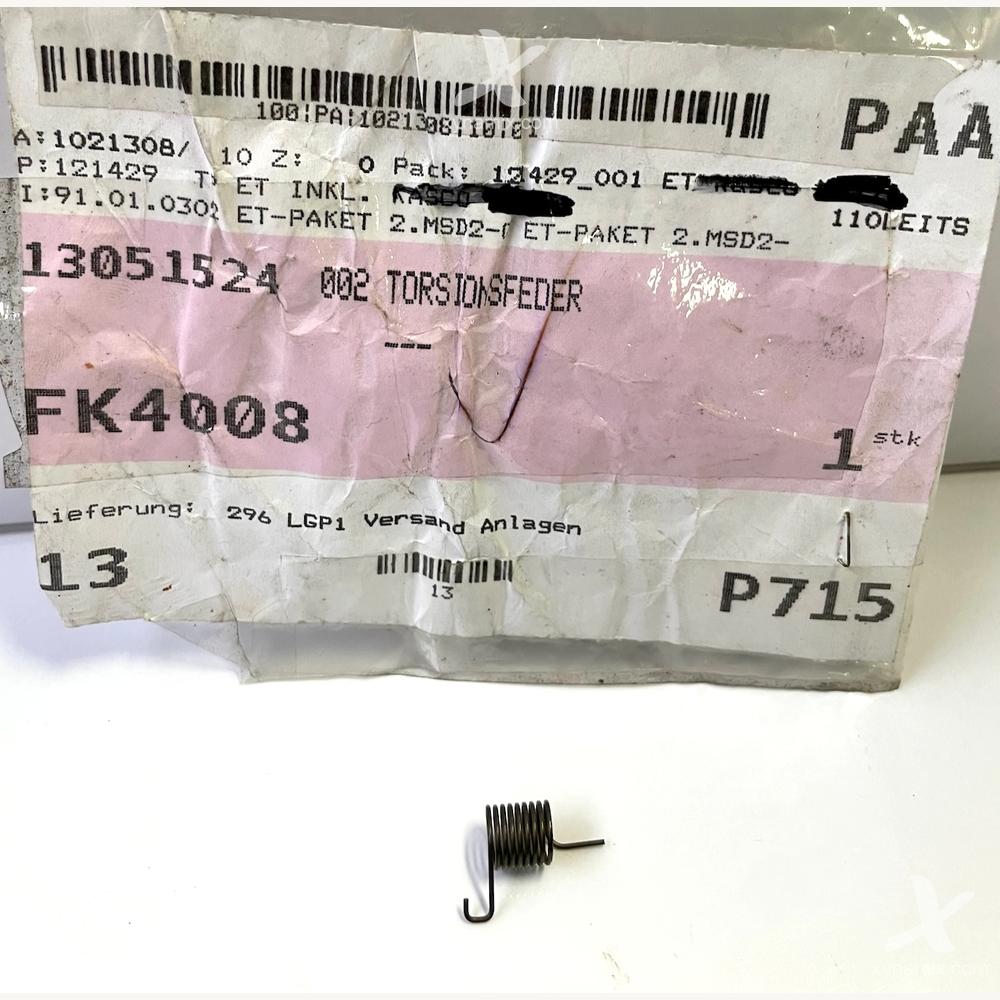 100|PA|1021308|10|01
PAA
A:1021308/ 10 Z: 0 Pack: 121429_001 ET
P:121429 ET INKL. KASCO
I:91.01.0302 ET-PAKET 2.MSD2- ET-PAKET 2.MSD2- 110LEITS
13051524 002 TORSIONSFEDER
FK4008
1 stk
Lieferung: 296 LGP1 Versand Anlagen
13
13
P715